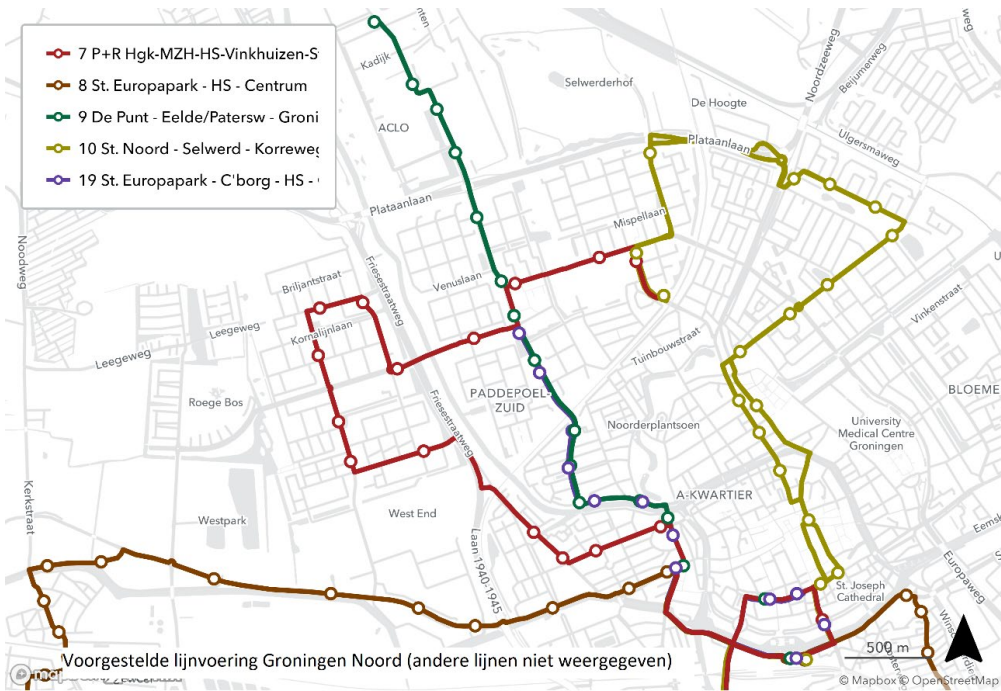 7 P+R Hgk-MZH-HS-Vinkhuizen-S
8 St. Europapark - HS - Centrum
9 De Punt - Eelde/Patersw - Groni
10 St. Noord - Selwerd - Korreweg
19 St. Europapark - C'borg - HS -
Kadijk
ACLO
Selwerderhof
De Hoogte
Noordzeeweg
Beijumerweg
Ulgersmaweg
Plataanlaan
Plataanlaan
Mispellaan
Noodweg
Friesestraatweg
Venuslaan
Briljantstraat
Leegeweg
Kornalijnlaan
Leegeweg
Vinkenstraat
Tuinbouwstraat
PADDEPOEL-
ZUID
BLOEME
Roege Bos
Friesestraatweg
Noorderplantsoen
University
Medical Centre
Groningen
Kerkstraat
A-KWARTIER
Westpark
West End
Laan 1940-1945
Eemsk
Europaweg
St. Joseph
Cathedral
500 m
Voorgestelde lijnvoering Groningen Noord (andere lijnen niet weergegeven)
© Mapbox © OpenStreetMap